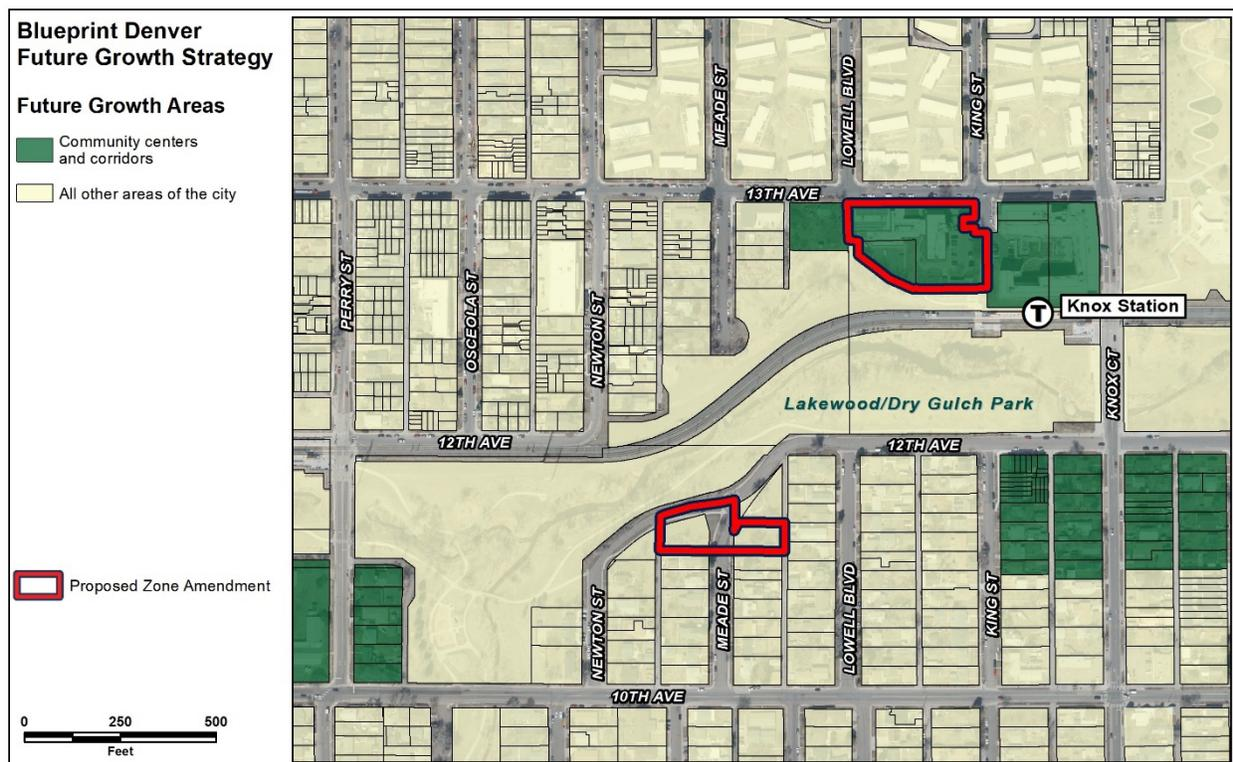 Blueprint Denver
Future Growth Strategy
Future Growth Areas
Community centers
and corridors
All other areas of the city
Proposed Zone Amendment
0 250 500
Feet
MEADE ST
LOWELL BLVD
KING ST
13TH AVE
PERRY ST
OSCEOLA ST
NEWTON ST
T
Knox Station
KNOX CT
Lakewood/Dry Gulch Park
12TH AVE
12TH AVE
NEWTON ST
MEADE ST
LOWELL BLVD
KING ST
10TH AVE